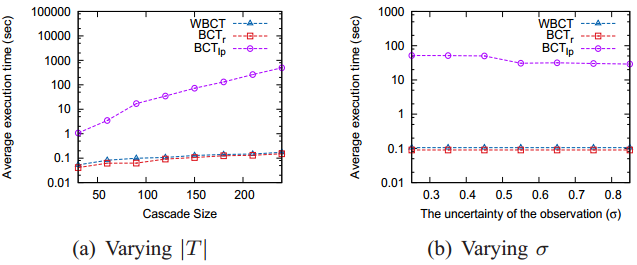 100000
10000
1000
100
10
1
0.1
0.01
Average execution time (sec)
WBCT
BCTr
BCTlp
50
100
150
200
Cascade Size
(a) Varying |T|
1000
100
10
1
0.1
0.01
Average execution time (sec)
WBCT
BCTr
BCTlp
0.3
0.4
0.5
0.6
0.7
0.8
The uncertainty of the observation (σ)
(b) Varying σ